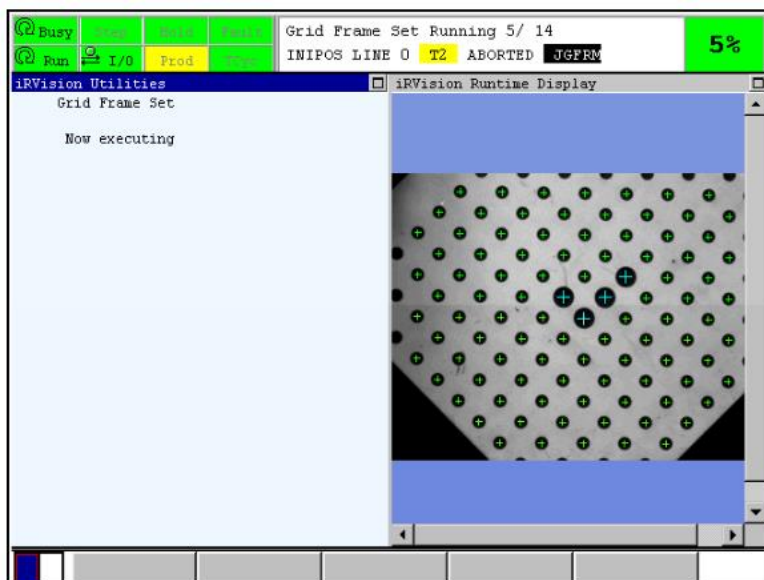 Busy Step Hold Fault
Run I/O Prod TCyc
Grid Frame Set Running 5/ 14
INIPOS LINE 0 T2 ABORTED JGFRM
5%
iRVision Utilities
Grid Frame Set
Now executing
iRVision Runtime Display